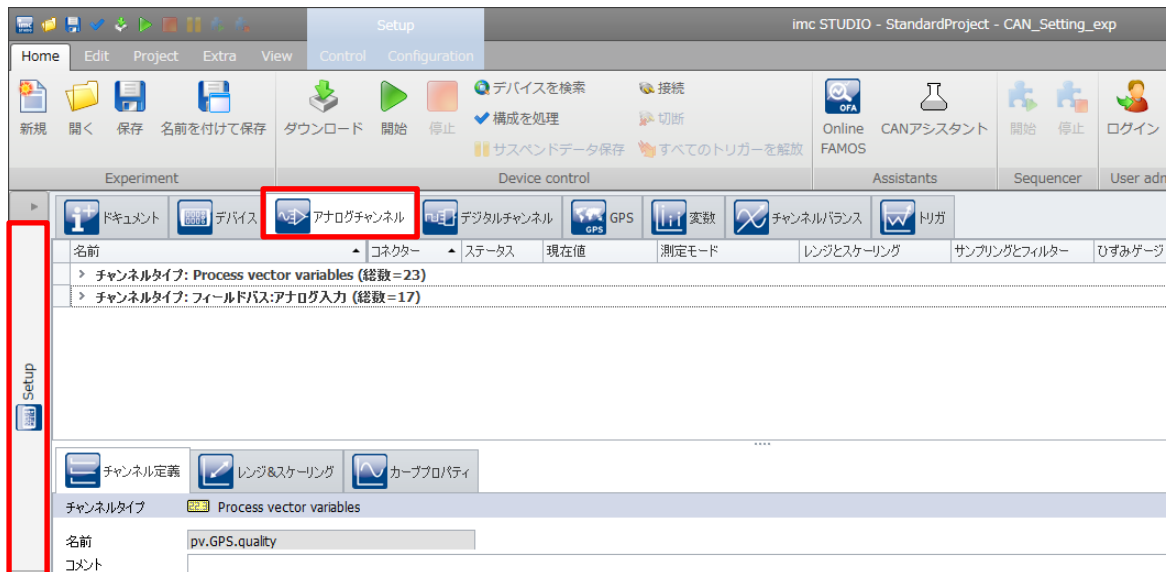 Setup
imc STUDIO - StandardProject - CAN_Setting_exp
Home Edit Project Extra View Control Configuration
デバイスを検索 接続
構成を処理 切断
サスペンドデータ保存 すべてのトリガーを解放
新規 開く 保存 名前を付けて保存 ダウンロード 開始 停止
OFA
Online FAMOS
CANアシスタント 開始 停止 ログイン
Experiment Device control Assistants Sequencer User adm
ドキュメント デバイス アナログチャンネル デジタルチャンネル GPS GPS 変数 チャンネルバランス トリガ
名前 コネクター ステータス 現在値 測定モード レンジとスケーリング サンプリングとフィルター ひずみゲージ
チャンネルタイプ: Process vector variables (総数=23)
チャンネルタイプ: フィールドバス:アナログ入力 (総数=17)
Setup
チャンネル定義 レンジ&スケーリング カーブプロパティ
チャンネルタイプ 22.3 Process vector variables
名前 pv.GPS.quality
コメント